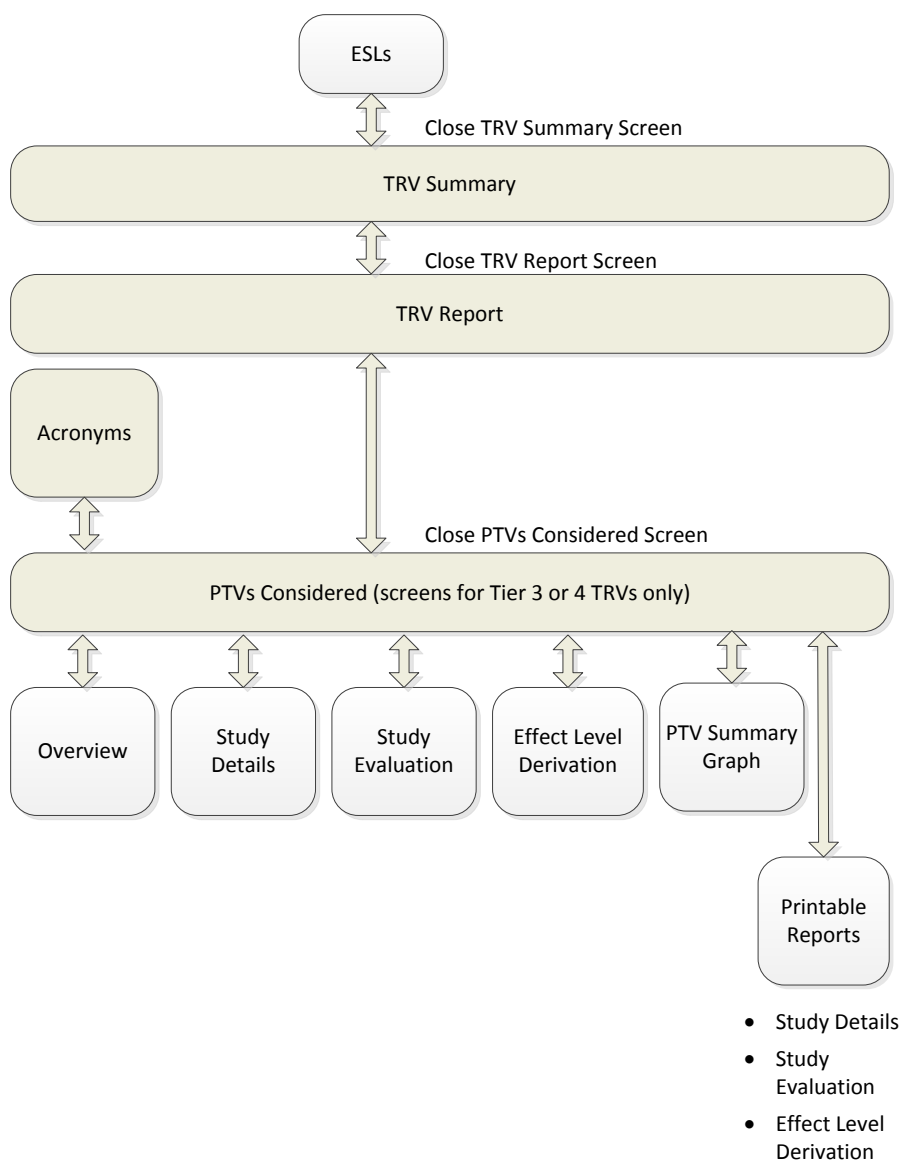 ESLs
Close TRV Summary Screen
TRV Summary
Close TRV Report Screen
TRV Report
Acronyms
Close PTVs Considered Screen
PTVs Considered (screens for Tier 3 or 4 TRVs only)
Overview
Study
Details
Study
Evaluation
Effect Level
Derivation
PTV Summary
Graph
Printable
Reports
• Study Details
• Study
Evaluation
• Effect Level
Derivation